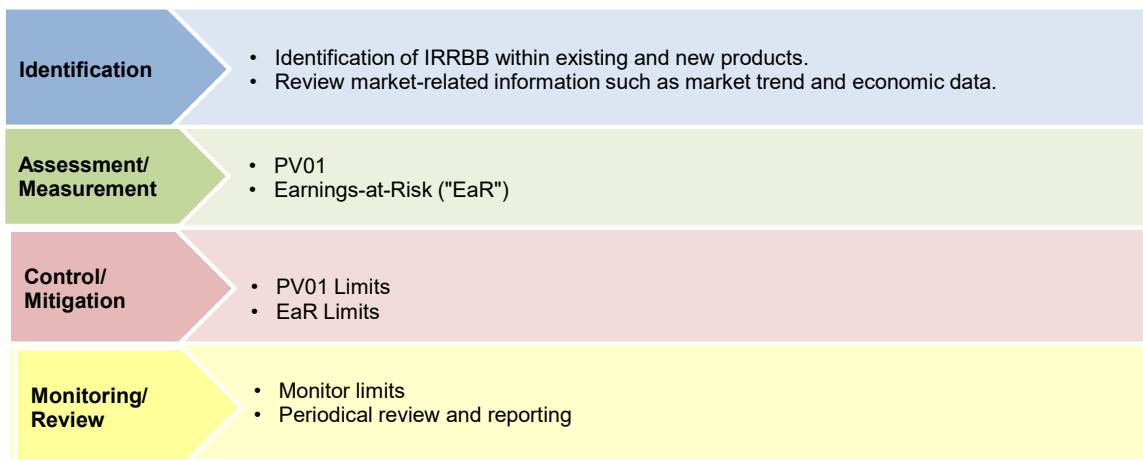 Identification
• Identification of IRRBB within existing and new products.
• Review market-related information such as market trend and economic data.
Assessment/
Measurement
• PV01
• Earnings-at-Risk ("EaR")
Control/
Mitigation
• PV01 Limits
• EaR Limits
Monitoring/
Review
• Monitor limits
• Periodical review and reporting